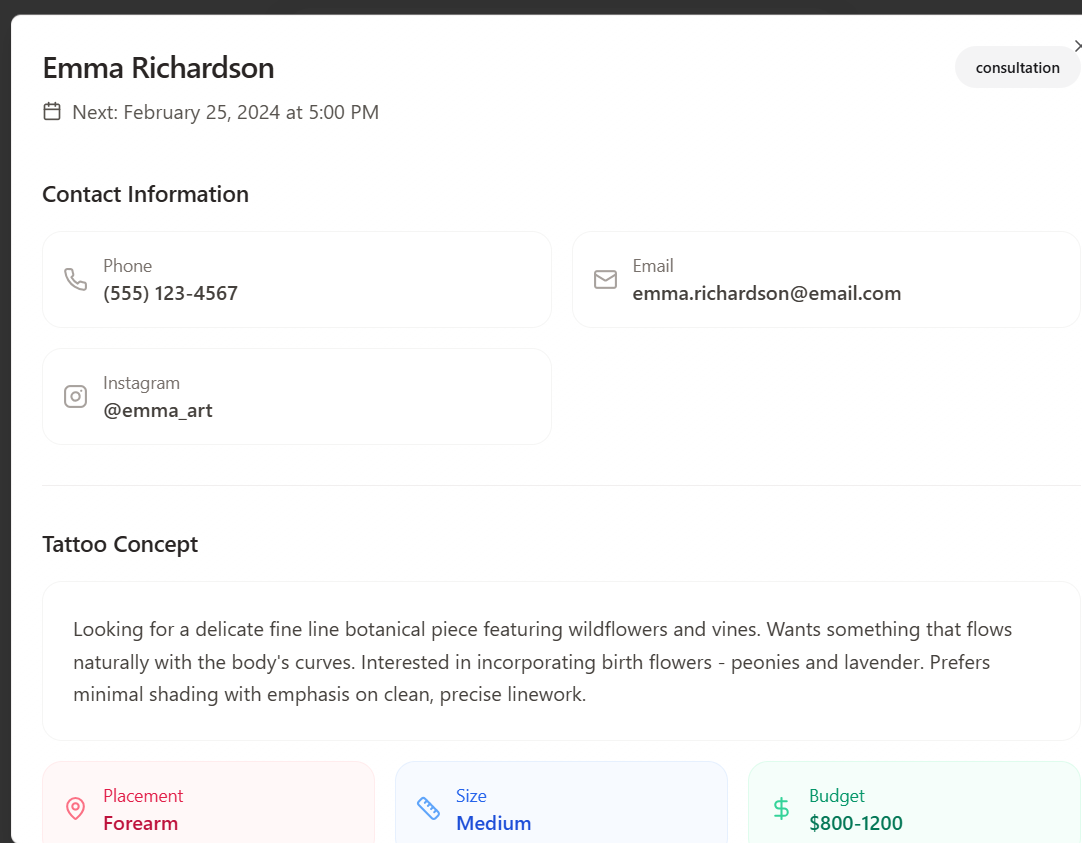 Emma Richardson
consultation
Next: February 25, 2024 at 5:00 PM
Contact Information
Phone
(555) 123-4567
Email
emma.richardson@email.com
Instagram
@emma_art
Tattoo Concept
Looking for a delicate fine line botanical piece featuring wildflowers and vines. Wants something that flows
naturally with the body's curves. Interested in incorporating birth flowers - peonies and lavender. Prefers
minimal shading with emphasis on clean, precise linework.
Placement
Forearm
Size
Medium
Budget
$800-1200